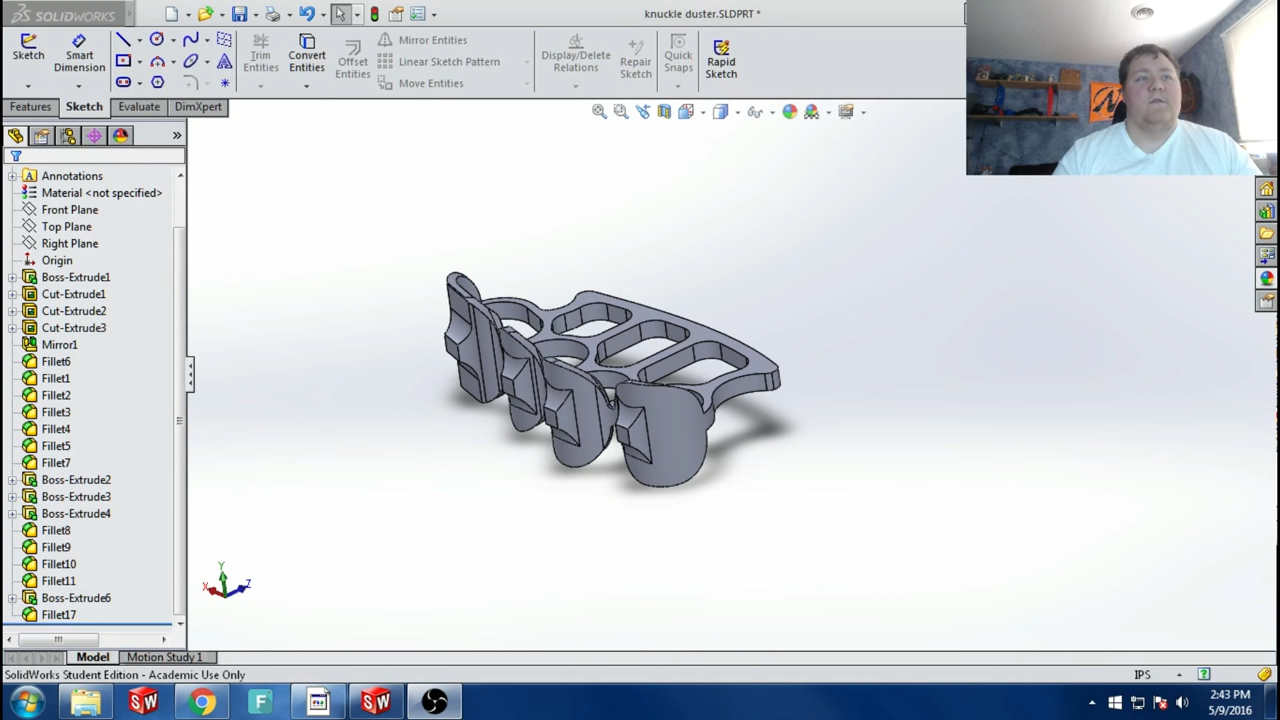 SOLIDWORKS
knuckle duster.SLDPRT *
Sketch
Smart Dimension
Trim Entities
Convert Entities
Offset Entities
Mirror Entities
Linear Sketch Pattern
Move Entities
Display/Delete Relations
Repair Sketch
Quick Snaps
Rapid Sketch
Features
Sketch
Evaluate
DimXpert
Annotations
Material <not specified>
Front Plane
Top Plane
Right Plane
Origin
Boss-Extrude1
Cut-Extrude1
Cut-Extrude2
Cut-Extrude3
Mirror1
Fillet6
Fillet1
Fillet2
Fillet3
Fillet4
Fillet5
Fillet7
Boss-Extrude2
Boss-Extrude3
Boss-Extrude4
Fillet8
Fillet9
Fillet10
Fillet11
Boss-Extrude6
Fillet17
Y
X
Z
Model
Motion Study 1
SolidWorks Student Edition - Academic Use Only
IPS
2:43 PM
5/9/2016